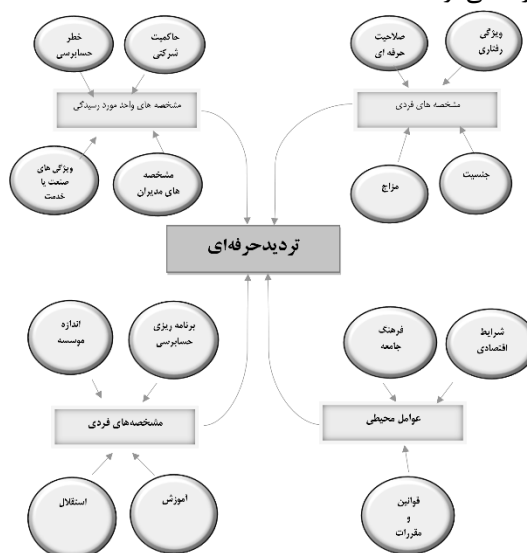 ویژگی
رفتاری
صلاحیت
حرفه ای
مشخصه های فردی
جنسیت
مزاج
حاکمیت
شرکتی
خطر
حسابرسی
مشخصه های واحد مورد رسیدگی
مشخصه
های مدیران
ویژگی های
صنعت یا
خدمت
تردیدحرفه‌ای
شرایط
اقتصادی
فرهنگ
جامعه
عوامل محیطی
قوانین
و
مقررات
برنامه ریزی
حسابرسی
اندازه
موسسه
مشخصه‌های فردی
آموزش
استقلال